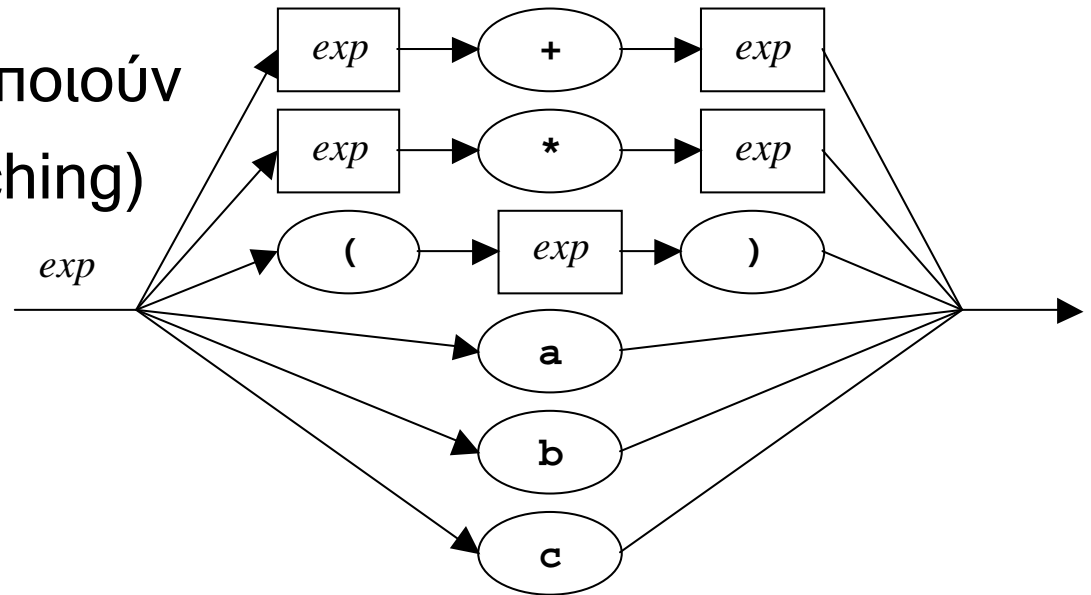 exp + exp
ποιούν
exp * exp
ching)
( exp )
exp
a
b
c